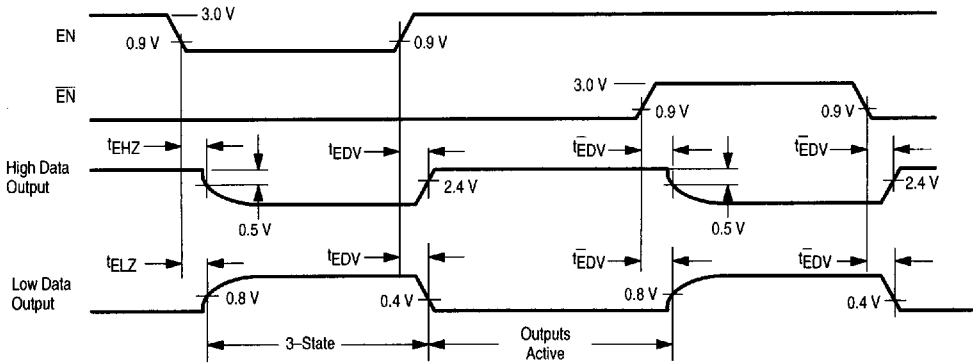 EN
3.0 V
0.9 V
0.9 V
EN
3.0 V
0.9 V
0.9 V
High Data
Output
tEHZ
0.5 V
tEDV
2.4 V
tEDV
0.5 V
tEDV
2.4 V
Low Data
Output
tELZ
0.8 V
tEDV
0.4 V
tEDV
0.8 V
tEDV
0.4 V
3–State
Outputs
Active